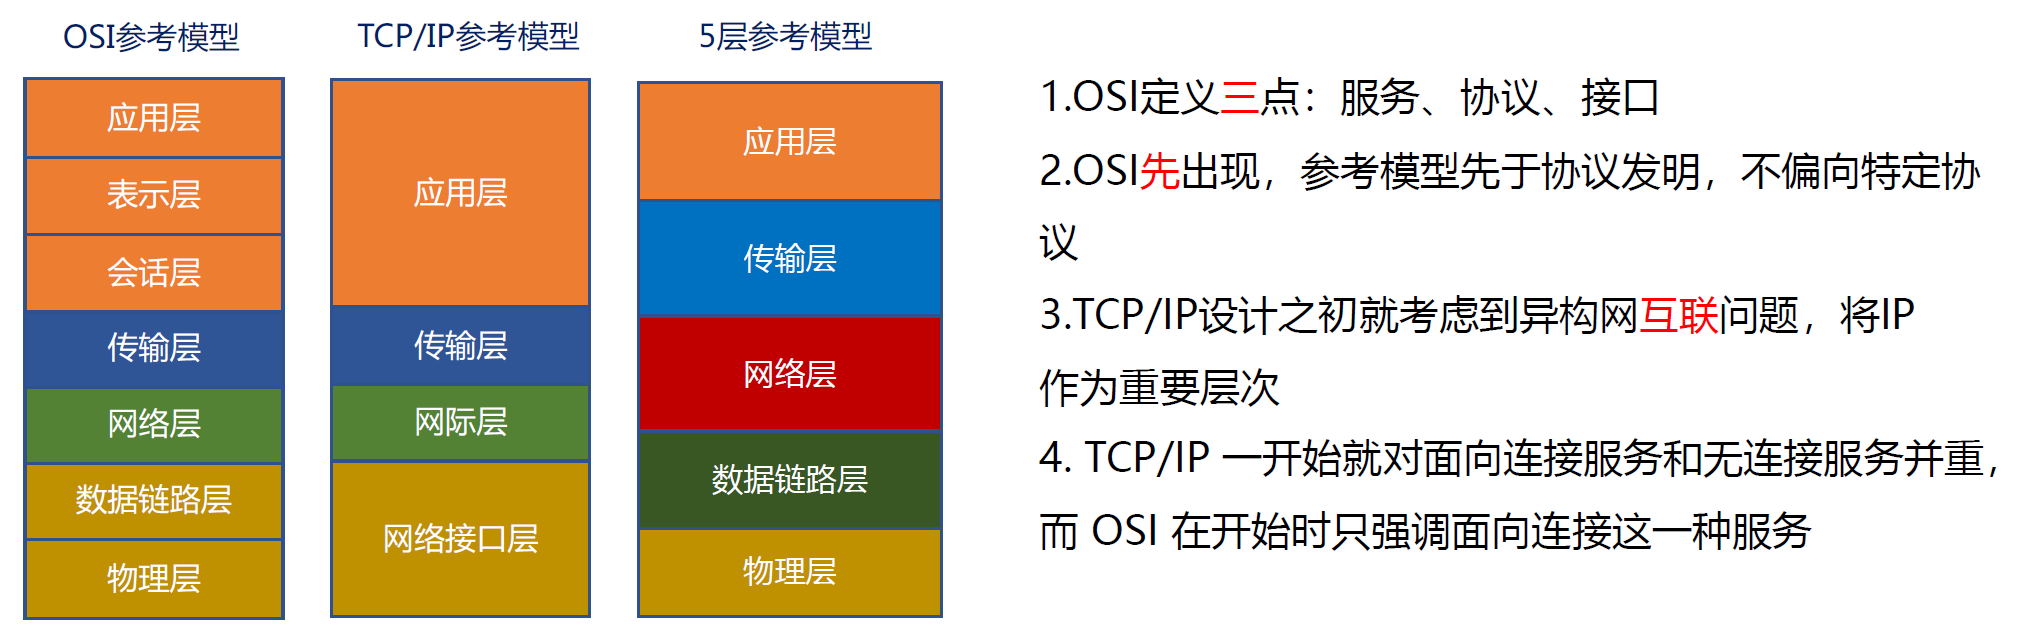 OSI参考模型
应用层
表示层
会话层
传输层
网络层
数据链路层
物理层
TCP/IP参考模型
应用层
传输层
网际层
网络接口层
5层参考模型
应用层
传输层
网络层
数据链路层
物理层
1.OSI定义三点：服务、协议、接口
2.OSI先出现，参考模型先于协议发明，不偏向特定协
议
3.TCP/IP设计之初就考虑到异构网互联问题，将IP
作为重要层次
4. TCP/IP 一开始就对面向连接服务和无连接服务并重，
而 OSI 在开始时只强调面向连接这一种服务